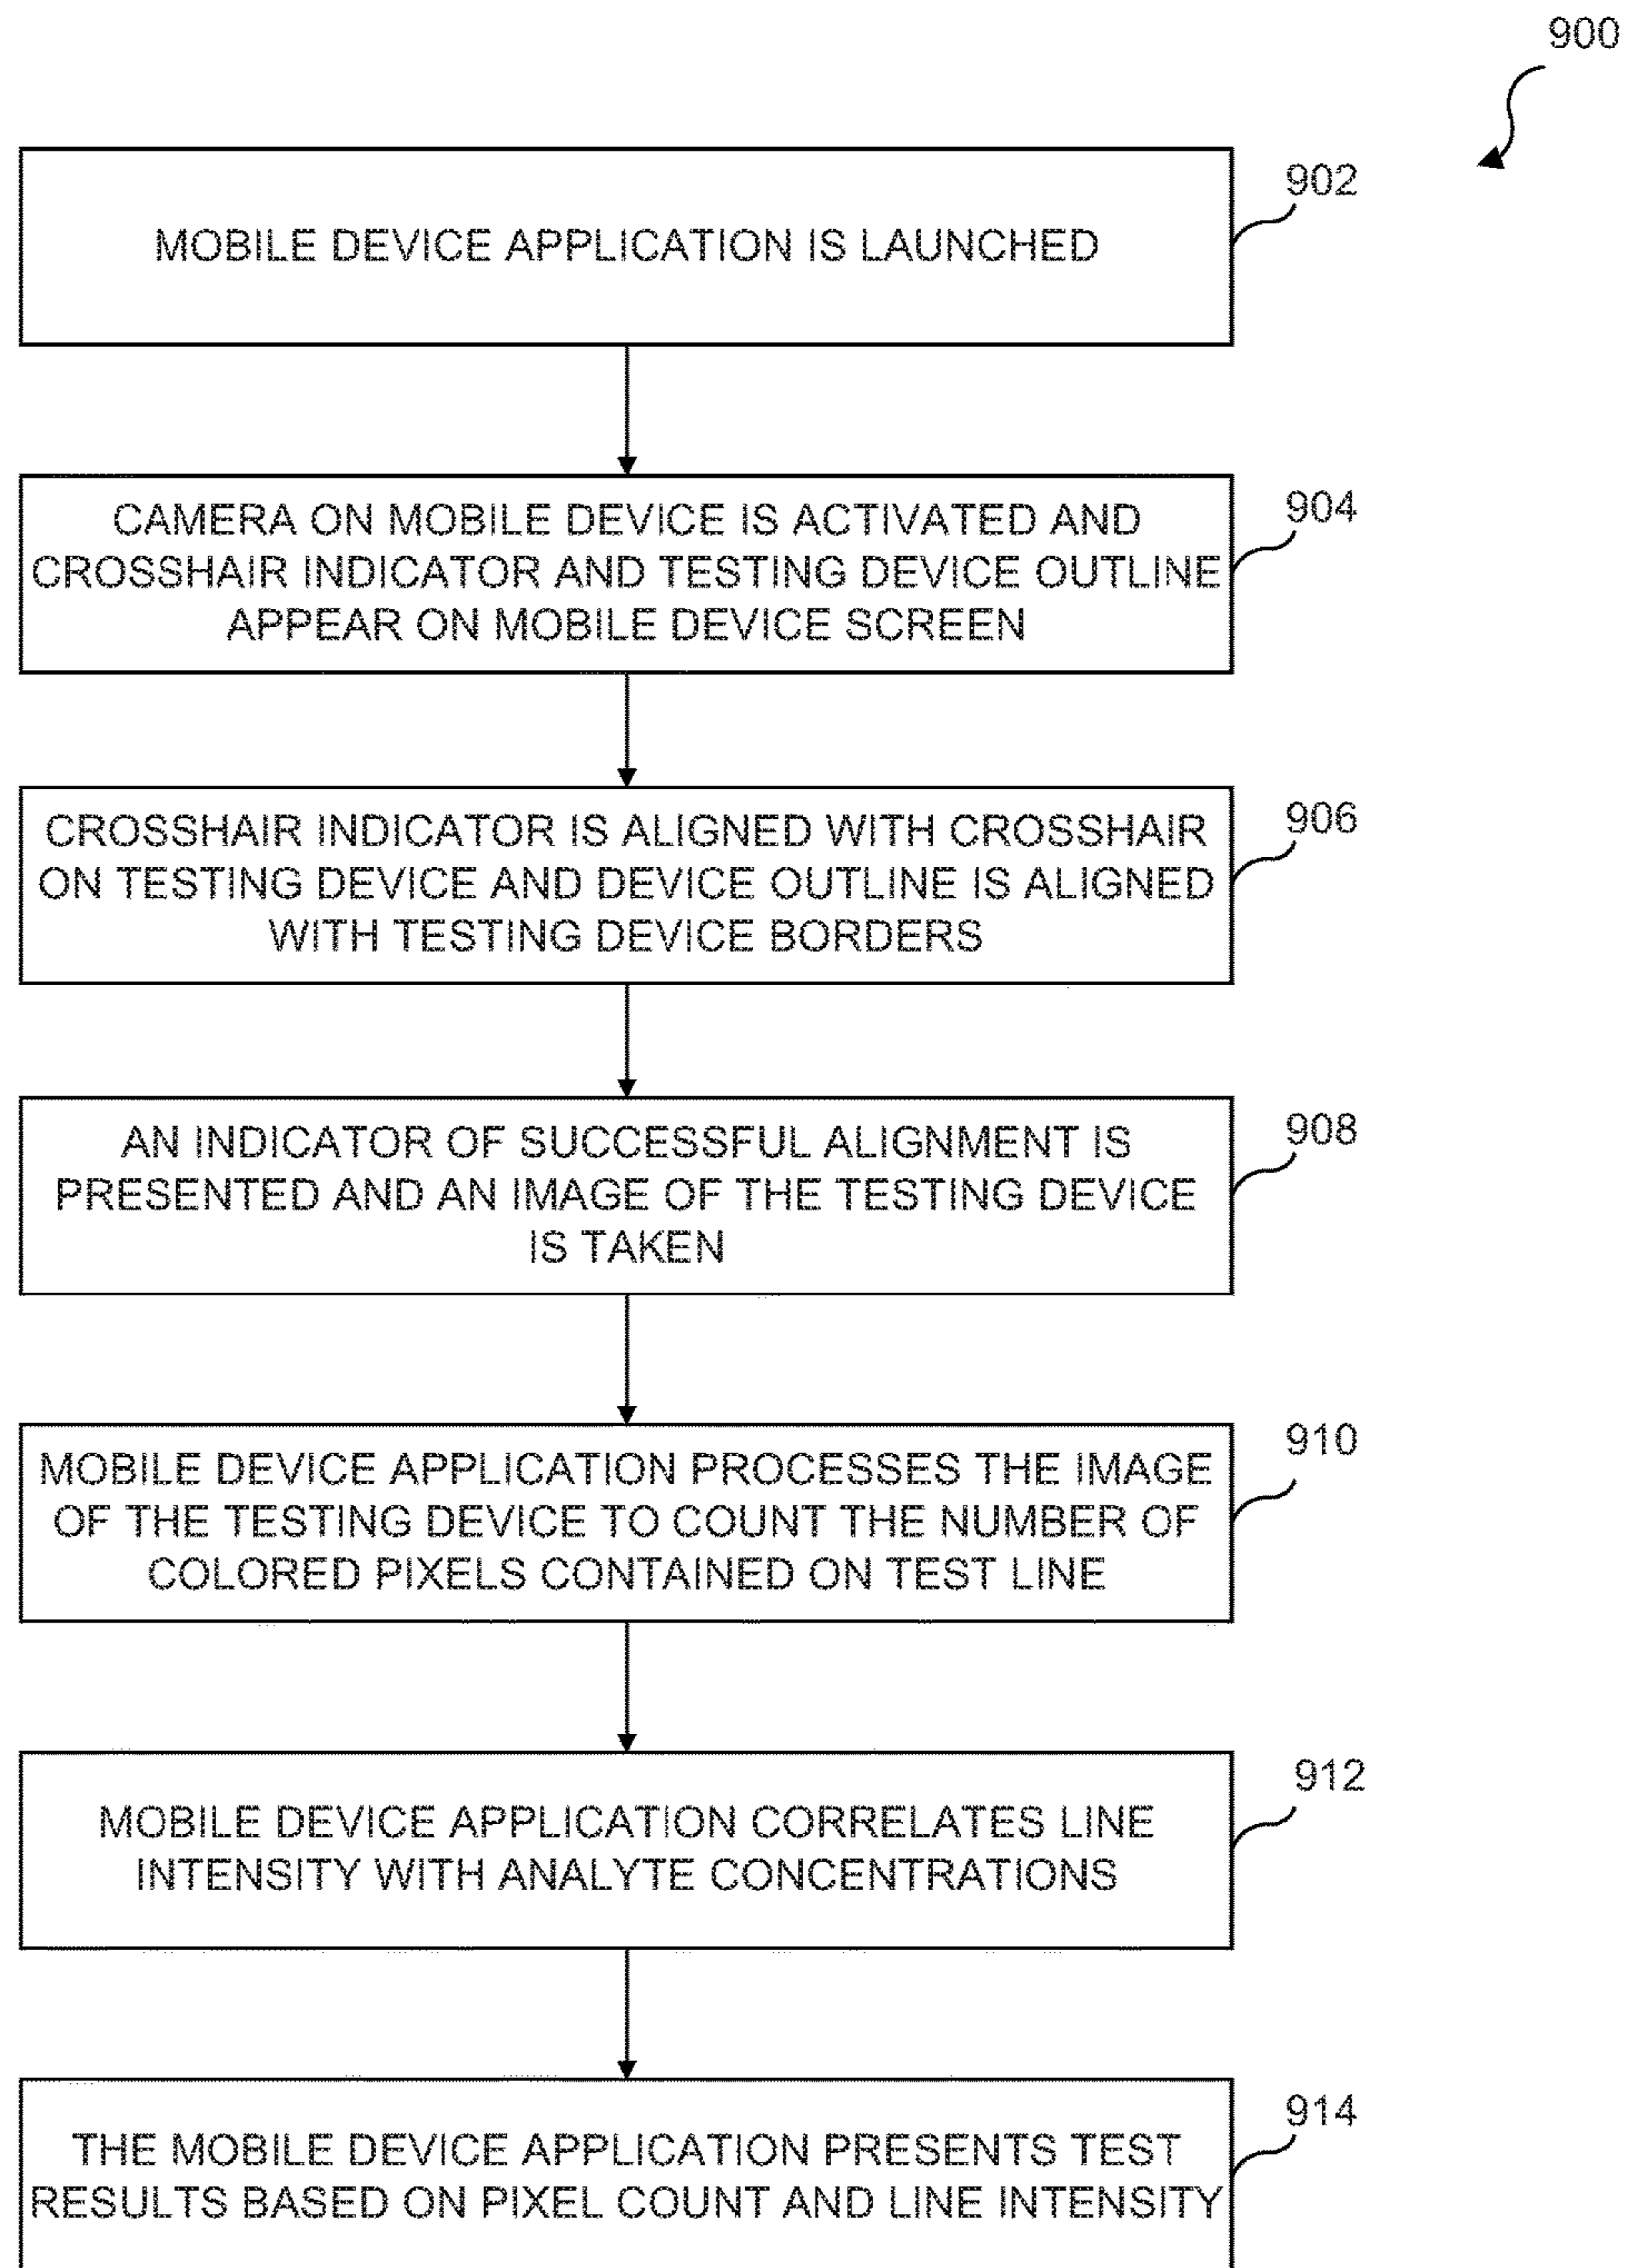 900
902
MOBILE DEVICE APPLICATION IS LAUNCHED
904
CAMERA ON MOBILE DEVICE IS ACTIVATED AND
CROSSHAIR INDICATOR AND TESTING DEVICE OUTLINE
APPEAR ON MOBILE DEVICE SCREEN
906
CROSSHAIR INDICATOR IS ALIGNED WITH CROSSHAIR
ON TESTING DEVICE AND DEVICE OUTLINE IS ALIGNED
WITH TESTING DEVICE BORDERS
908
AN INDICATOR OF SUCCESSFUL ALIGNMENT IS
PRESENTED AND AN IMAGE OF THE TESTING DEVICE
IS TAKEN
910
MOBILE DEVICE APPLICATION PROCESSES THE IMAGE
OF THE TESTING DEVICE TO COUNT THE NUMBER OF
COLORED PIXELS CONTAINED ON TEST LINE
912
MOBILE DEVICE APPLICATION CORRELATES LINE
INTENSITY WITH ANALYTE CONCENTRATIONS
914
THE MOBILE DEVICE APPLICATION PRESENTS TEST
RESULTS BASED ON PIXEL COUNT AND LINE INTENSITY